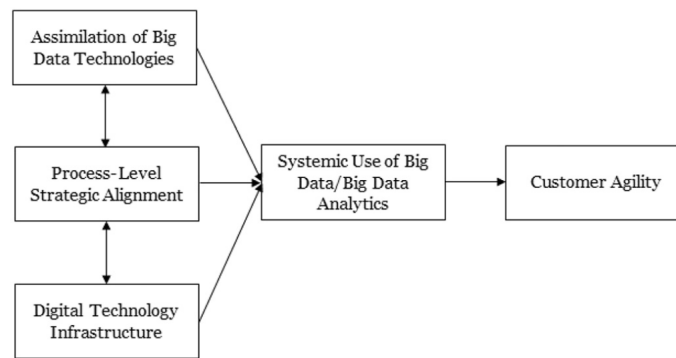 Assimilation of Big
Data Technologies
Process-Level
Strategic Alignment
Systemic Use of Big
Data/Big Data
Analytics
Customer Agility
Digital Technology
Infrastructure